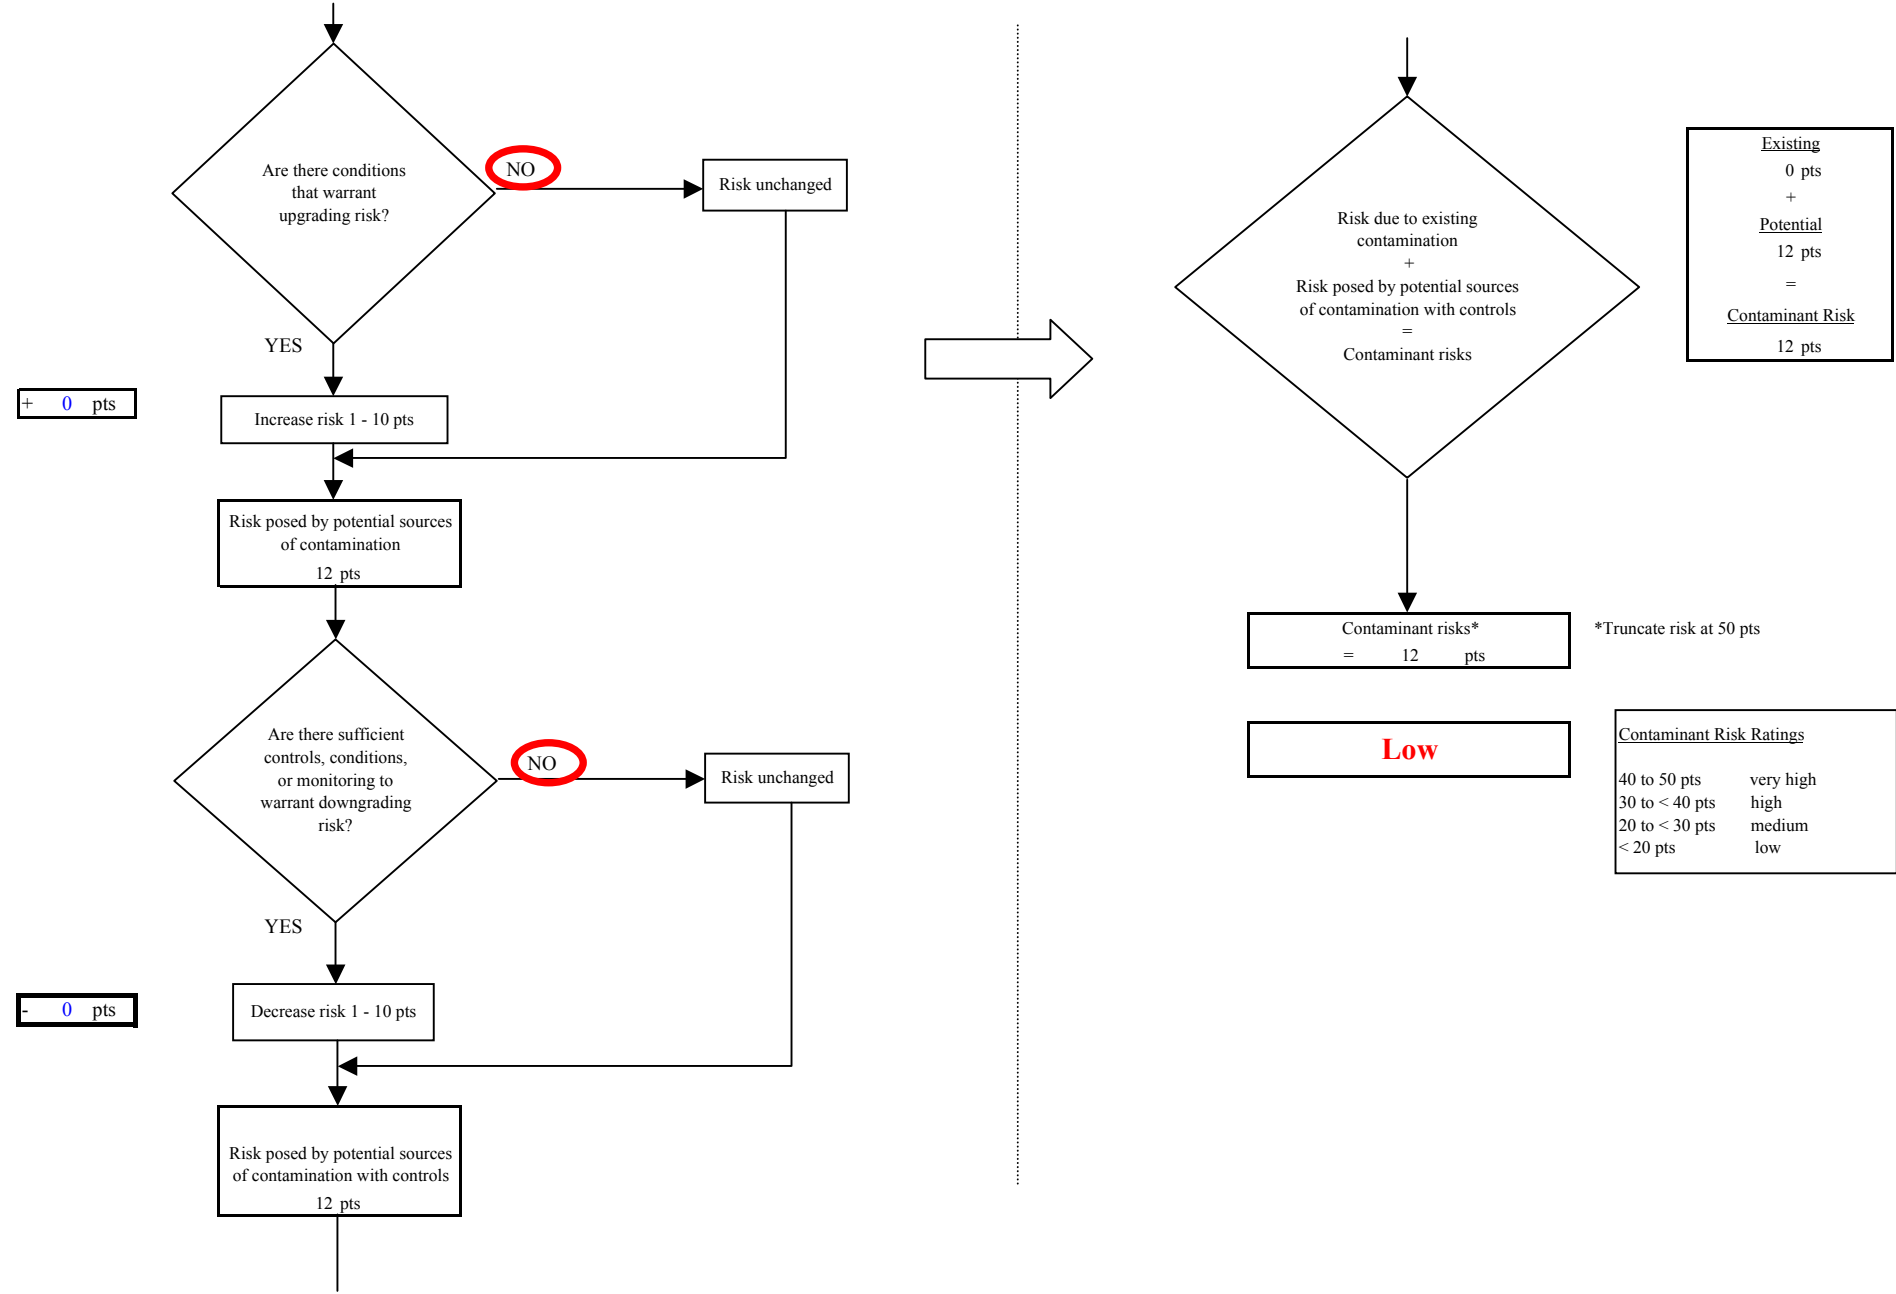 Are there conditions
that warrant
upgrading risk?
NO
Risk unchanged
YES
+ 0 pts
Increase risk 1 - 10 pts
Risk posed by potential sources
of contamination
12 pts
Are there sufficient
controls, conditions,
or monitoring to
warrant downgrading
risk?
NO
Risk unchanged
YES
- 0 pts
Decrease risk 1 - 10 pts
Risk posed by potential sources
of contamination with controls
12 pts
Risk due to existing
contamination
+
Risk posed by potential sources
of contamination with controls
=
Contaminant risks
Existing
0 pts
+
Potential
12 pts
=
Contaminant Risk
12 pts
Contaminant risks*
= 12 pts
*Truncate risk at 50 pts
Low
Contaminant Risk Ratings
40 to 50 pts very high
30 to < 40 pts high
20 to < 30 pts medium
< 20 pts low